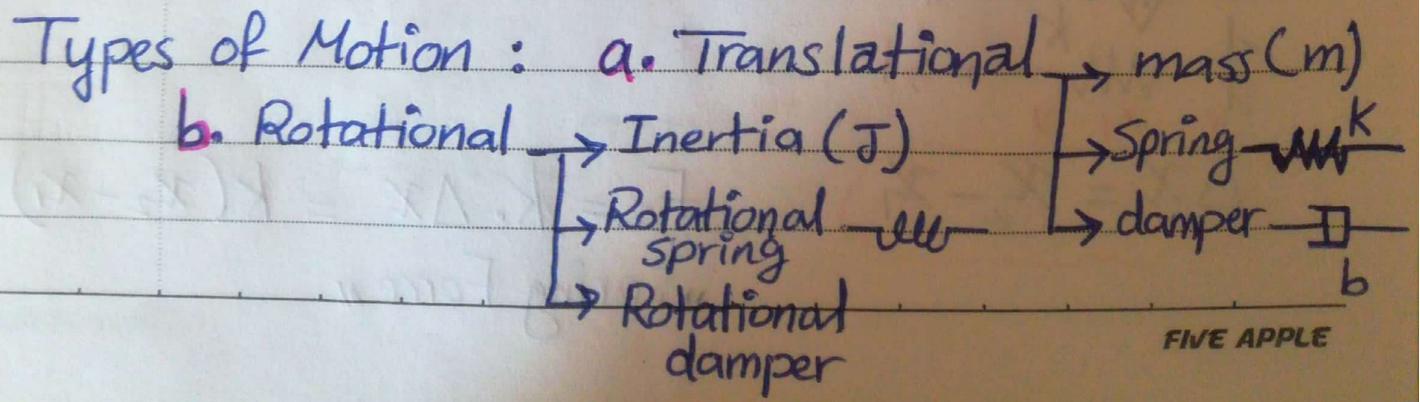 Types of Motion : a. Translational → mass (m)
b. Rotational → Inertia (J)
→ Spring K
→ Rotational spring
→ damper b
→ Rotational damper
FIVE APPLE